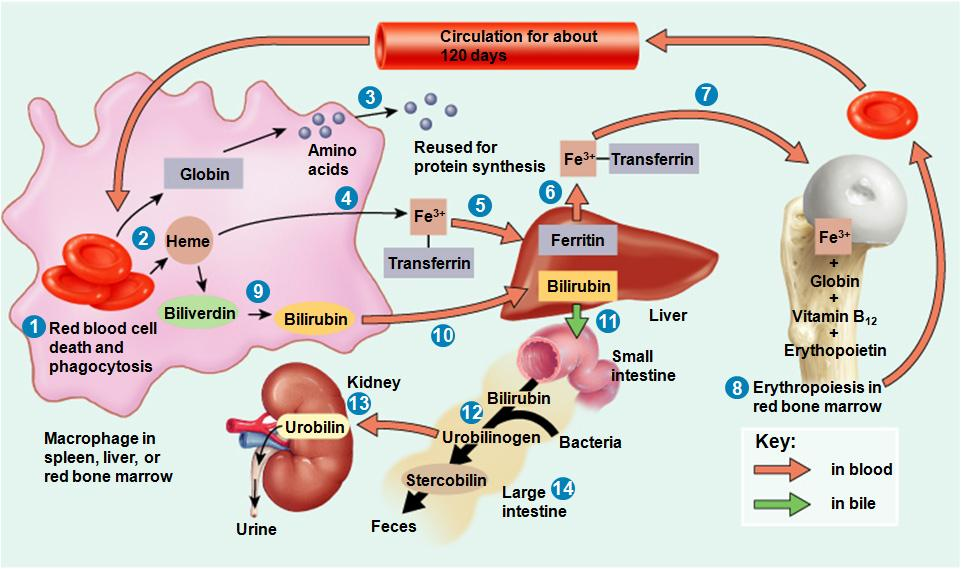 Circulation for about
120 days
3
7
Amino
acids
Reused for
protein synthesis
Globin
Fe3+
Transferrin
4
5
6
2
Heme
Fe3+
Transferrin
Ferritin
Bilirubin
Fe3+
+
Globin
+
Vitamin B12
+
Erythopoietin
9
Biliverdin
Bilirubin
10
11
Liver
1 Red blood cell
death and
phagocytosis
Small
intestine
8 Erythropoiesis in
red bone marrow
Kidney
13
Bilirubin
12
Urobilin
Urobilinogen
Bacteria
Macrophage in
spleen, liver, or
red bone marrow
Stercobilin
Large 14
intestine
Feces
Urine
Key:
in blood
in bile